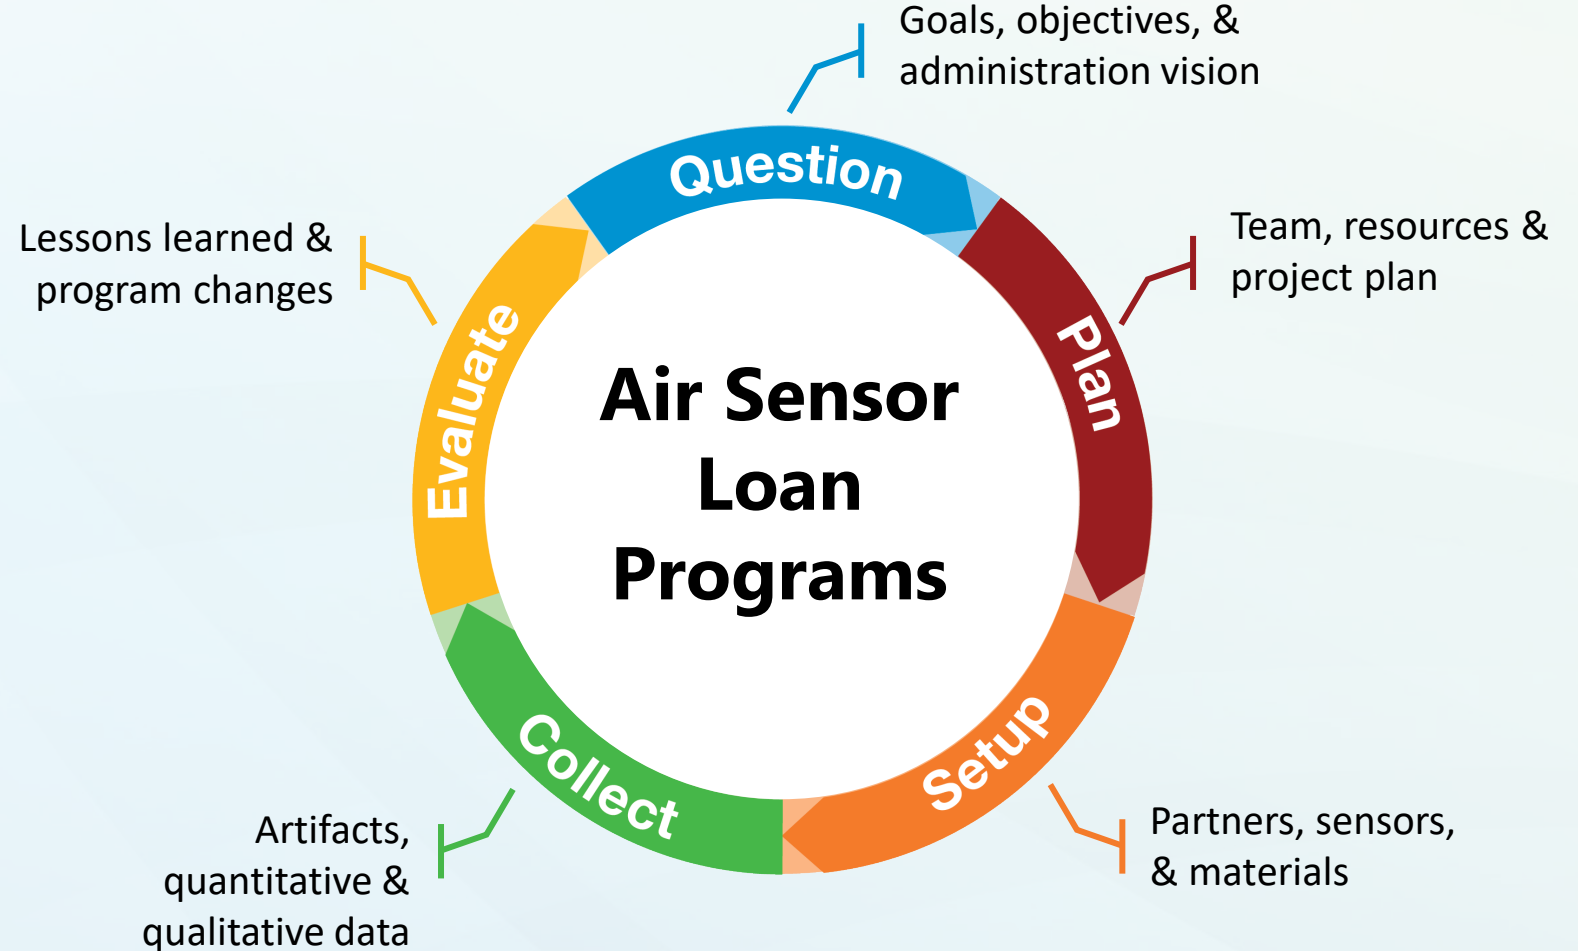 Goals, objectives, &
administration vision
Question
Team, resources &
project plan
Plan
Partners, sensors,
& materials
Setup
Artifacts,
quantitative &
qualitative data
Collect
Lessons learned &
program changes
Evaluate
Air Sensor
Loan
Programs